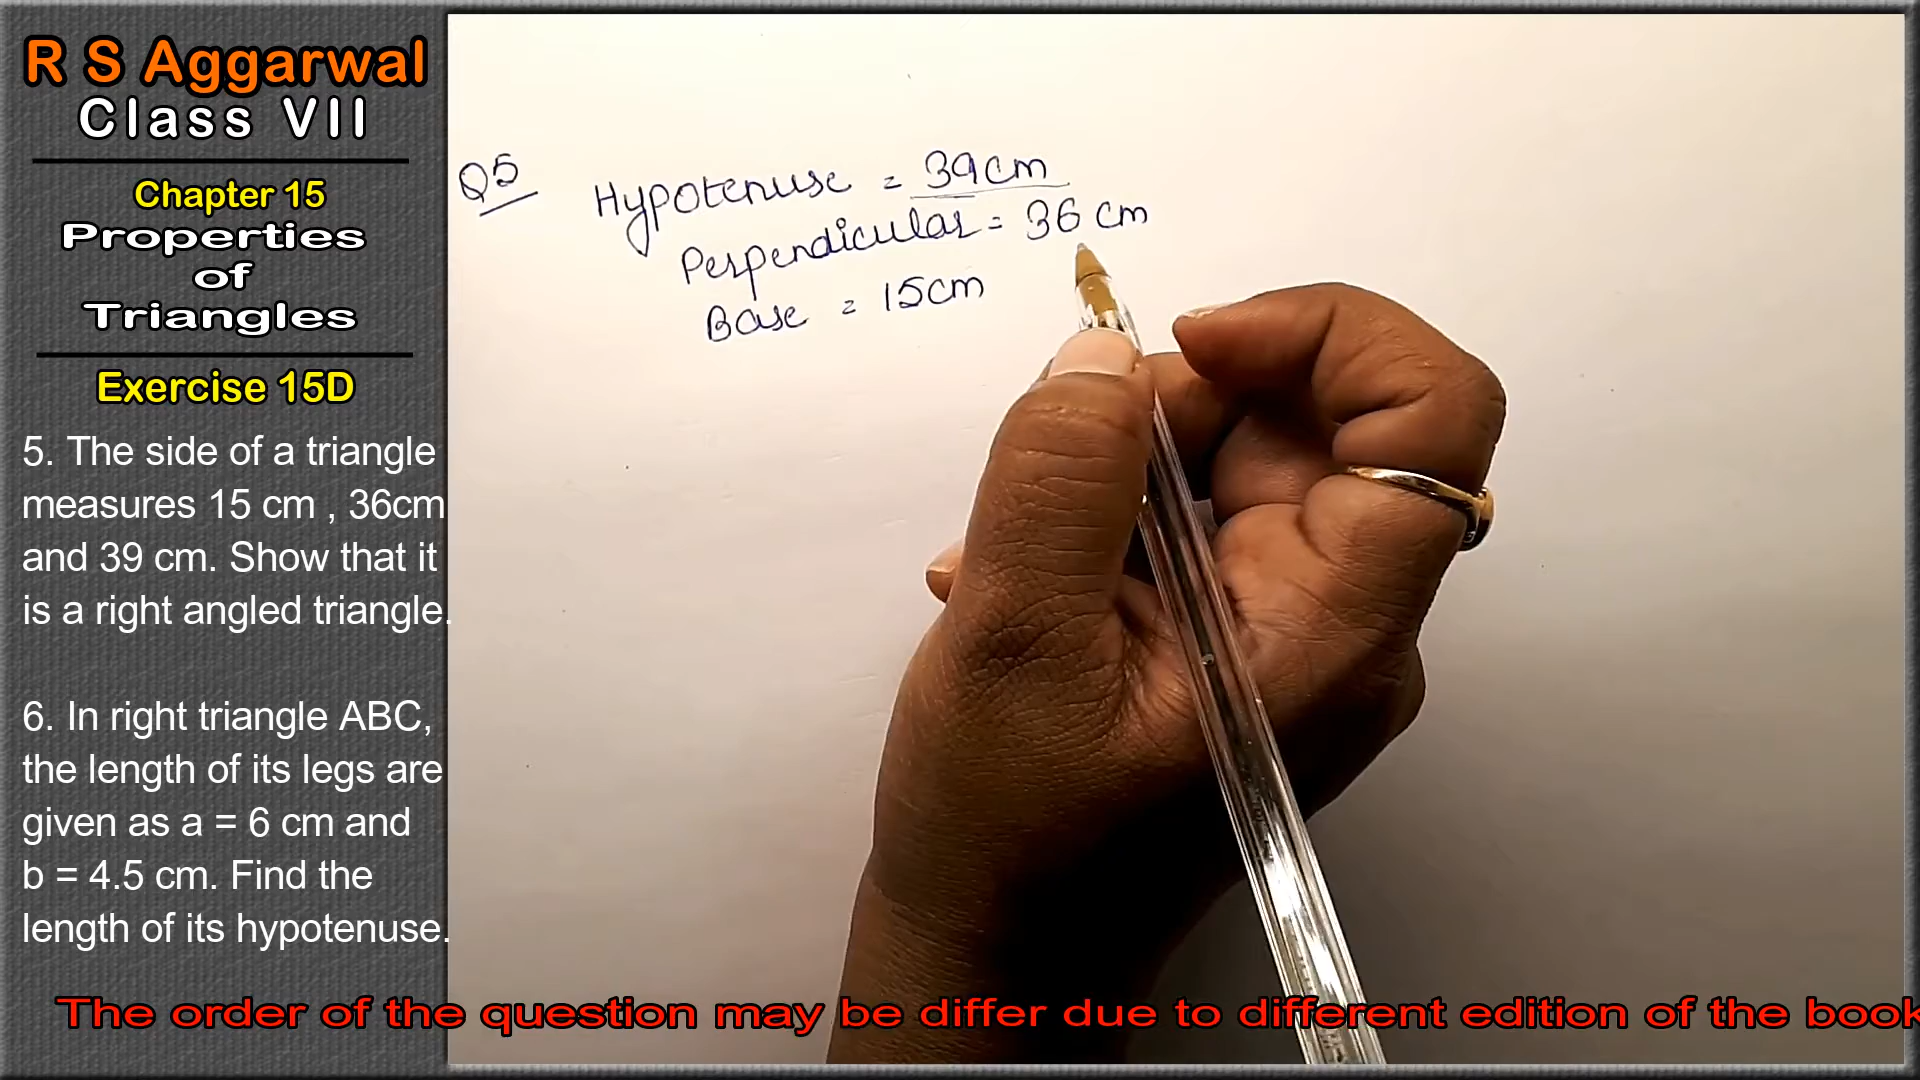 R S Aggarwal
Class VII
Chapter 15
Properties
of
Triangles
Exercise 15D
5. The side of a triangle
measures 15 cm , 36cm
and 39 cm. Show that it
is a right angled triangle.
6. In right triangle ABC,
the length of its legs are
given as a = 6 cm and
b = 4.5 cm. Find the
length of its hypotenuse.
Q5
Hypotenuse = 39cm
Perpendicular = 36 cm
Base = 15cm
The order of the question may be differ due to different edition of the book